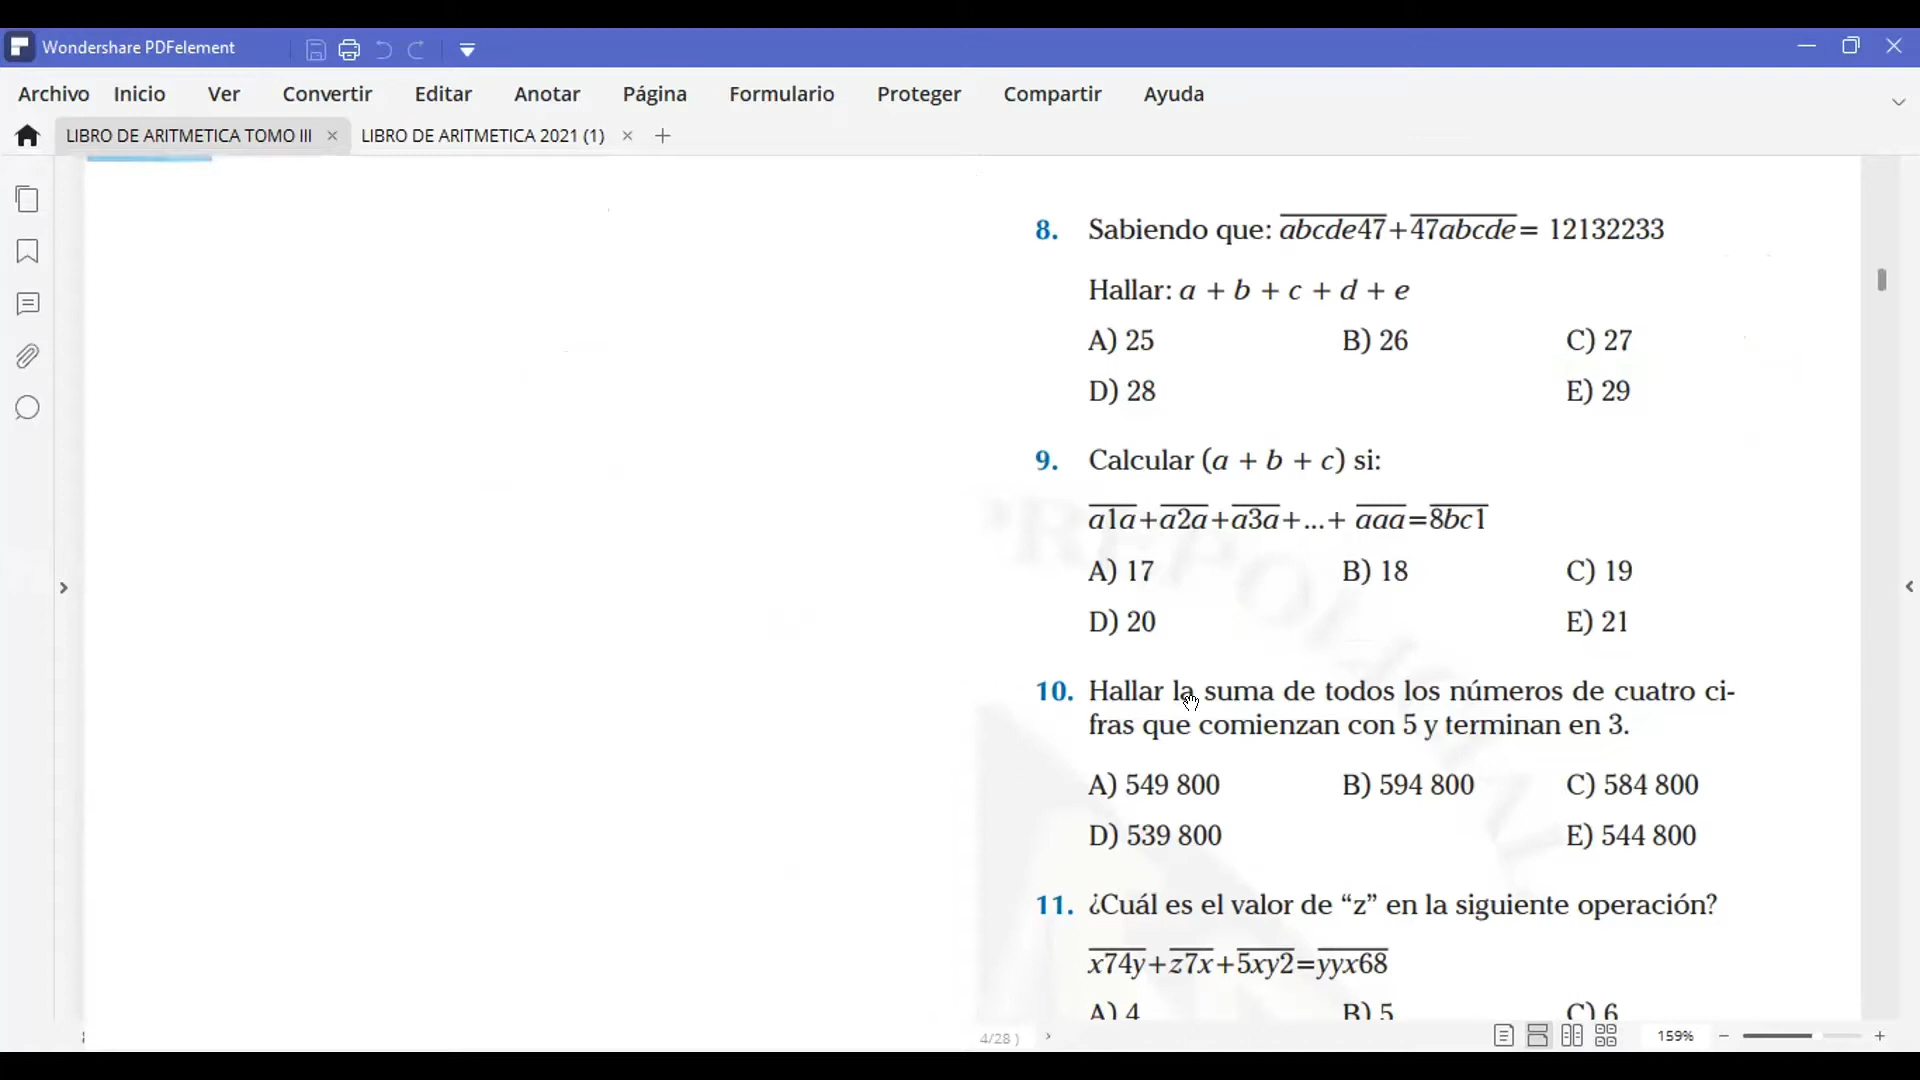 Wondershare PDFelement
Archivo Inicio Ver Convertir Editar Anotar Página Formulario Proteger Compartir Ayuda
LIBRO DE ARITMETICA TOMO III × LIBRO DE ARITMETICA 2021 (1) × +
8. Sabiendo que: abcde47+47abcde= 12132233
Hallar: a + b + c + d + e
A) 25 B) 26 C) 27
D) 28 E) 29
9. Calcular (a + b + c) si:
a1a+a2a+a3a+...+ aaa=8bc1
A) 17 B) 18 C) 19
D) 20 E) 21
10. Hallar la suma de todos los números de cuatro ci-
fras que comienzan con 5 y terminan en 3.
A) 549 800 B) 594 800 C) 584 800
D) 539 800 E) 544 800
11. ¿Cuál es el valor de “z” en la siguiente operación?
x74y+z7x+5xy2=yyx68
A) 4 B) 5 C) 6
4/28 ) 159%